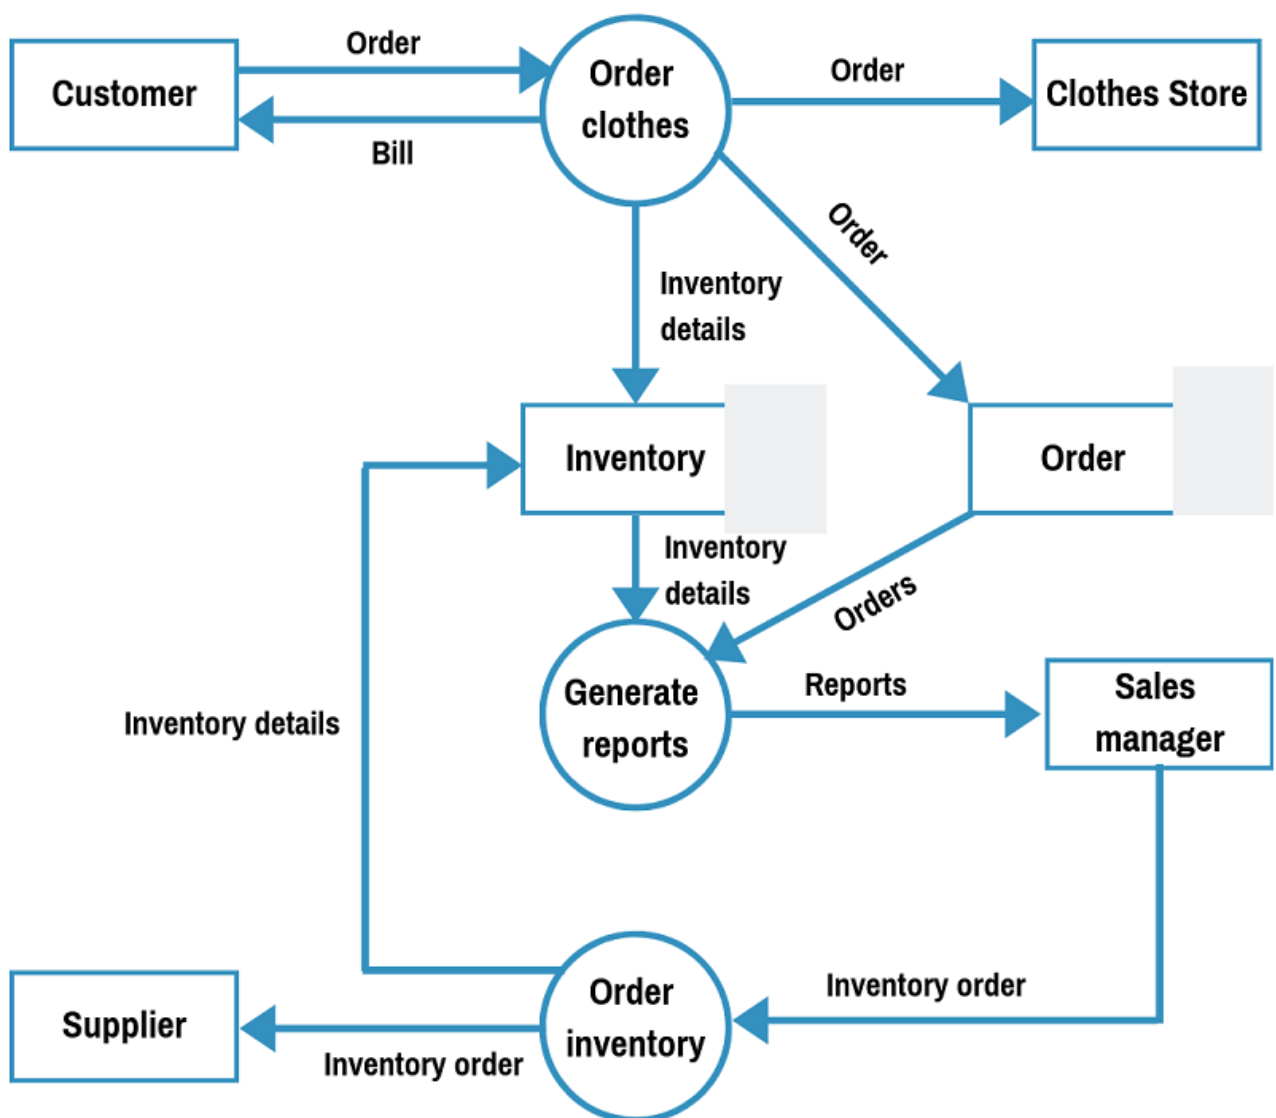 Order
Customer
Order
clothes
Order
Clothes Store
Bill
Order
Inventory
details
Inventory
Order
Inventory
details
Orders
Generate
reports
Reports
Sales
manager
Inventory details
Order
inventory
Inventory order
Supplier
Inventory order